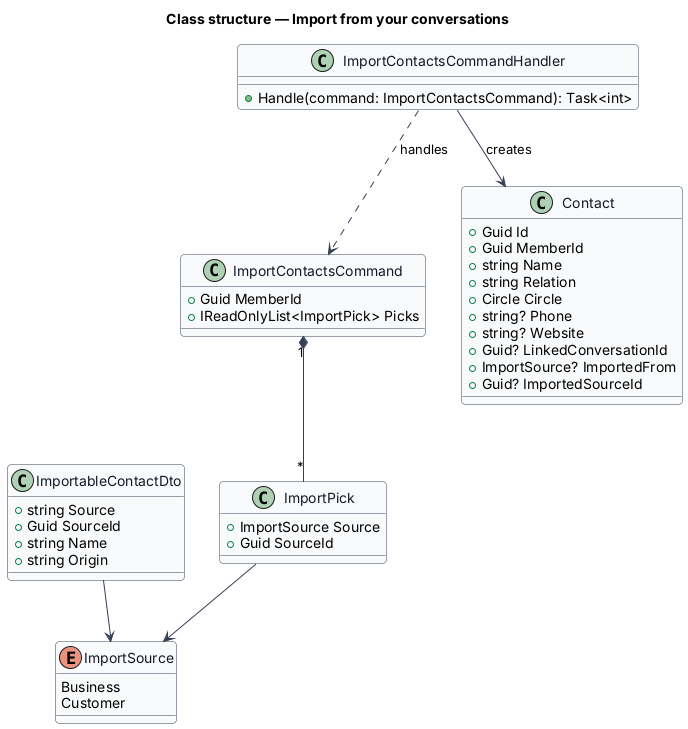 Class structure — Import from your conversations
C ImportContactsCommandHandler
Handle(command: ImportContactsCommand): Task<int>
handles
creates
C Contact
Guid Id
Guid MemberId
string Name
string Relation
Circle Circle
string? Phone
string? Website
Guid? LinkedConversationId
ImportSource? ImportedFrom
Guid? ImportedSourceId
C ImportContactsCommand
Guid MemberId
IReadOnlyList<ImportPick> Picks
1
*
C ImportableContactDto
string Source
Guid SourceId
string Name
string Origin
C ImportPick
ImportSource Source
Guid SourceId
E ImportSource
Business
Customer